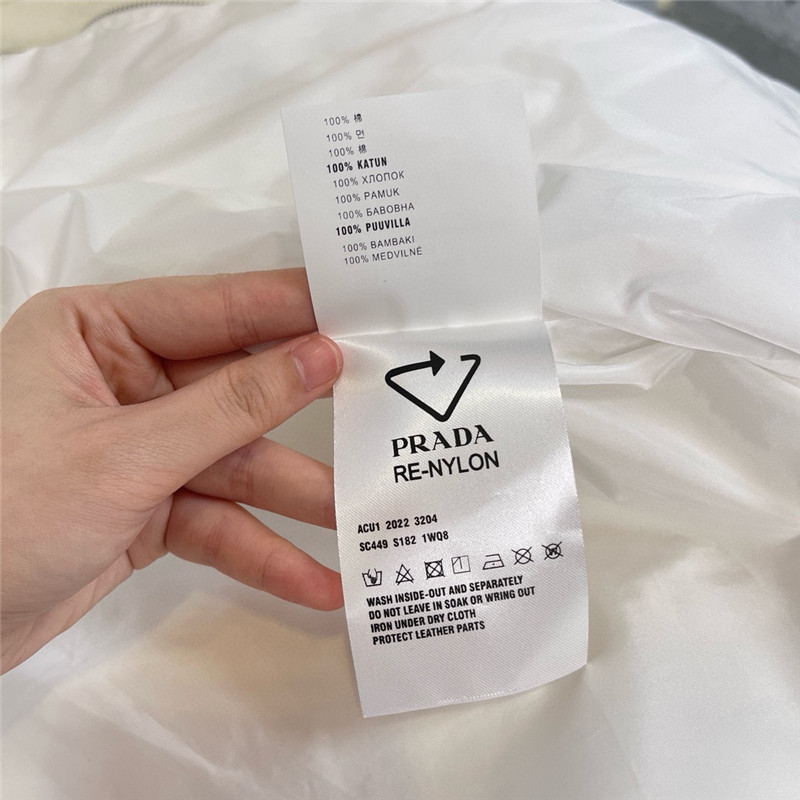 100% 棉
100% 면
100% 棉
100% KATUN
100% ХЛОПОК
100% PAMUK
100% БАВОВНА
100% PUUVILLA
100% BAMBAKI
100% MEDVILNĖ
PRADA
RE-NYLON
ACU1 2022 3204
SC449 S182 1WQ8
WASH INSIDE-OUT AND SEPARATELY
DO NOT LEAVE IN SOAK OR WRING OUT
IRON UNDER DRY CLOTH
PROTECT LEATHER PARTS